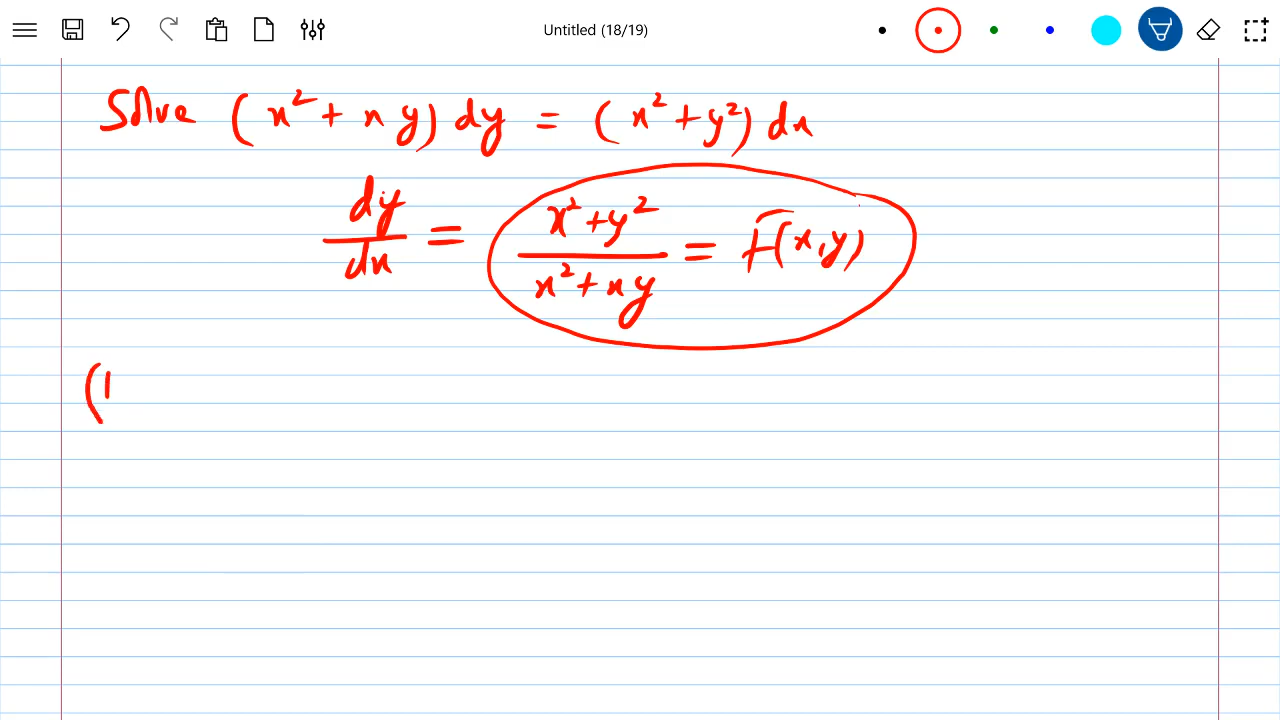 Untitled (18/19)
Solve (x² + xy) dy = (x² + y²) dx
dy/dx = x² + y²/x² + xy = F(x, y)
(1